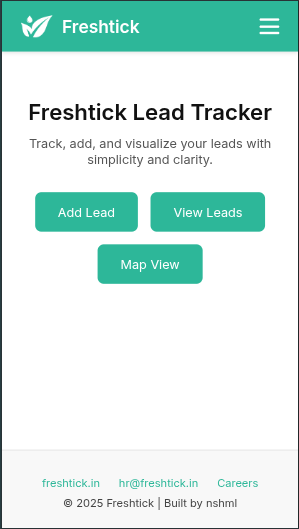 Freshtick
Freshtick Lead Tracker
Track, add, and visualize your leads with
simplicity and clarity.
Add Lead View Leads
Map View
freshtick.in hr@freshtick.in Careers
© 2025 Freshtick | Built by nshml